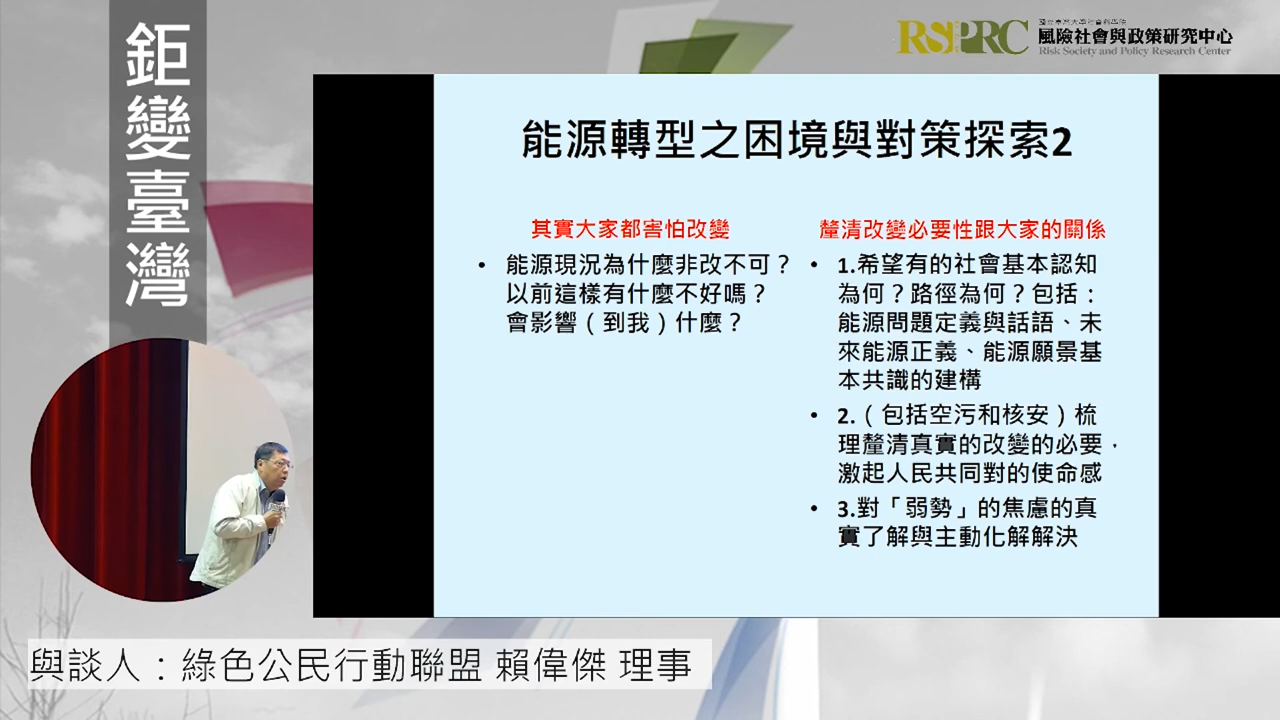 鉅變臺灣
RSPRC
國立臺灣大學社會科學院
風險社會與政策研究中心
Risk Society and Policy Research Center
能源轉型之困境與對策探索2
其實大家都害怕改變
• 能源現況為什麼非改不可？
以前這樣有什麼不好嗎？
會影響（到我）什麼？
釐清改變必要性跟大家的關係
• 1.希望有的社會基本認知
為何？路徑為何？包括：
能源問題定義與話語、未
來能源正義、能源願景基
本共識的建構
• 2.（包括空污和核安）梳
理釐清真實的改變的必要，
激起人民共同對的使命感
• 3.對「弱勢」的焦慮的真
實了解與主動化解解決
與談人：綠色公民行動聯盟 賴偉傑 理事